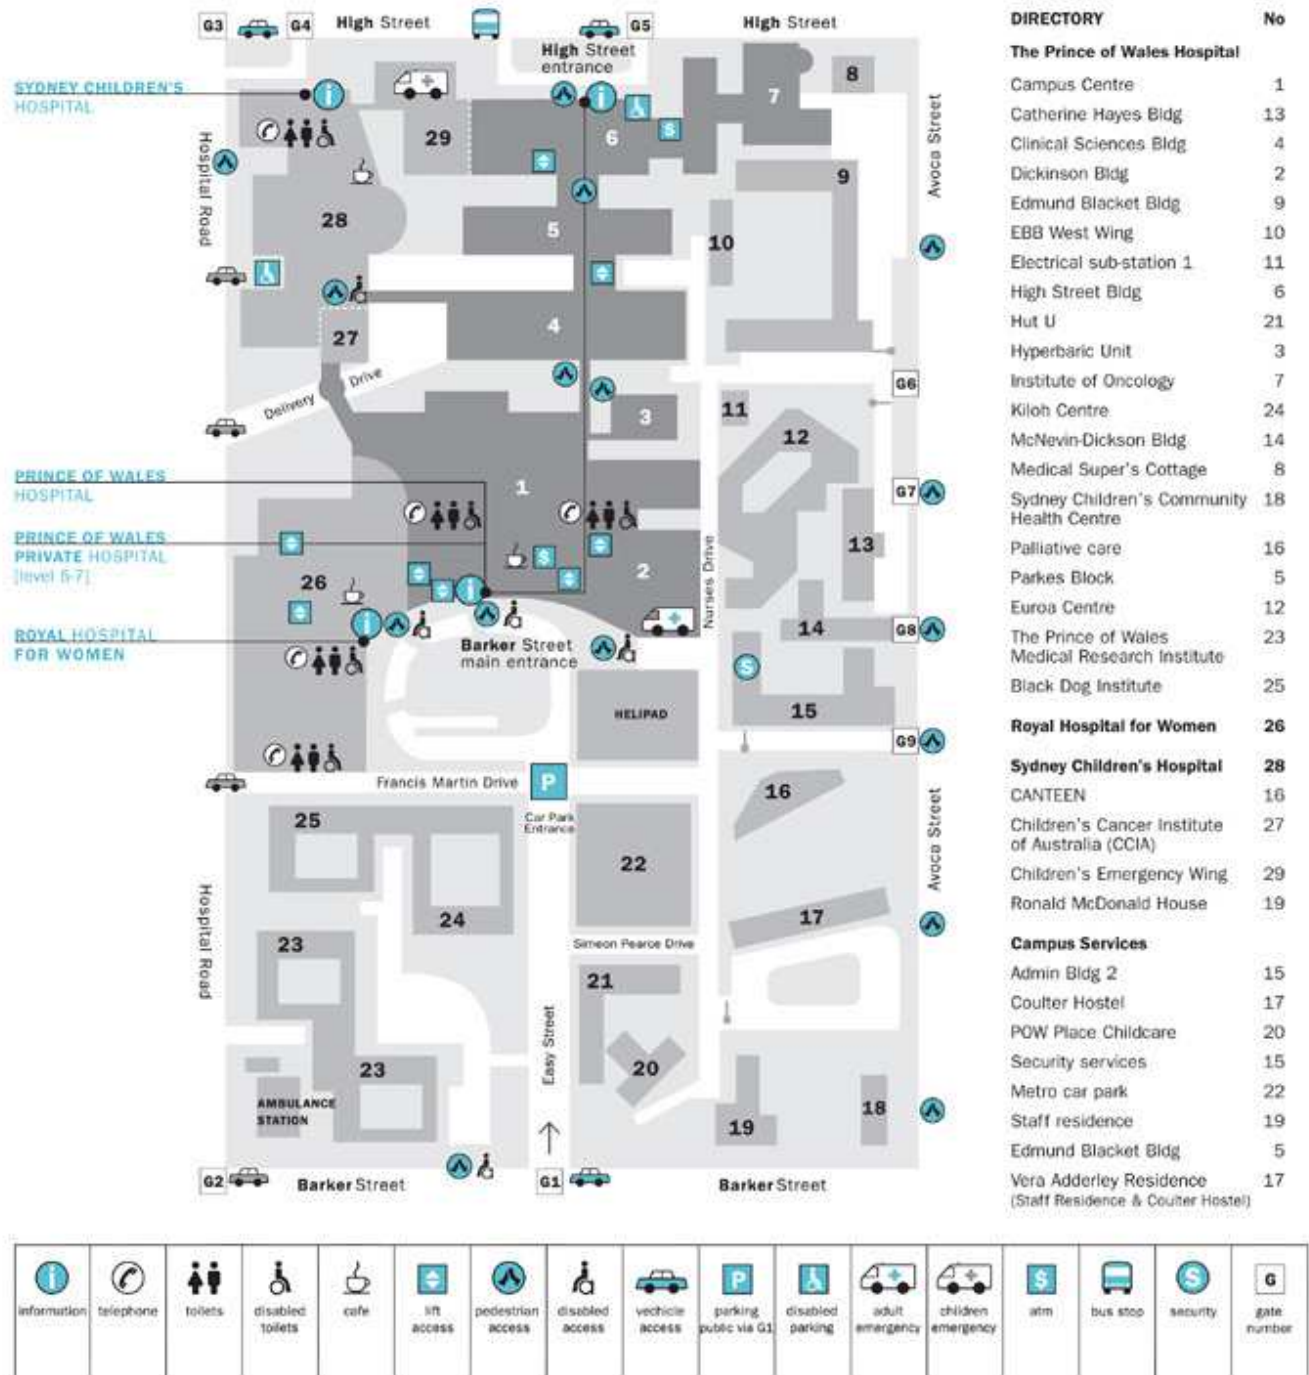 G3
G4
High Street
G5
High Street
High Street
entrance
SYDNEY CHILDREN'S
HOSPITAL
Hospital Road
Avoca Street
29
6
7
8
9
28
5
10
27
4
Delivery Drive
3
11
G6
12
PRINCE OF WALES
HOSPITAL
1
G7
PRINCE OF WALES
PRIVATE HOSPITAL
[level 5-7]
26
2
13
Nurses Drive
ROYAL HOSPITAL
FOR WOMEN
Barker Street
main entrance
14
G8
S
HELIPAD
15
G9
Francis Martin Drive
P
Car Park
Entrance
16
25
22
24
Avoca Street
Hospital Road
17
23
Simeon Pearce Drive
21
Easy Street
23
20
AMBULANCE
STATION
19
18
G2
Barker Street
G1
Barker Street
DIRECTORY No
The Prince of Wales Hospital
Campus Centre 1
Catherine Hayes Bldg 13
Clinical Sciences Bldg 4
Dickinson Bldg 2
Edmund Blacket Bldg 9
EBB West Wing 10
Electrical sub-station 1 11
High Street Bldg 6
Hut U 21
Hyperbaric Unit 3
Institute of Oncology 7
Kiloh Centre 24
McNevin-Dickson Bldg 14
Medical Super's Cottage 8
Sydney Children's Community 18
Health Centre
Palliative care 16
Parkes Block 5
Euroa Centre 12
The Prince of Wales 23
Medical Research Institute
Black Dog Institute 25
Royal Hospital for Women 26
Sydney Children's Hospital 28
CANTEEN 16
Children's Cancer Institute 27
of Australia (CCIA)
Children's Emergency Wing 29
Ronald McDonald House 19
Campus Services
Admin Bldg 2 15
Coulter Hostel 17
POW Place Childcare 20
Security services 15
Metro car park 22
Staff residence 19
Edmund Blacket Bldg 5
Vera Adderley Residence 17
(Staff Residence & Coulter Hostel)
information
telephone
toilets
disabled
toilets
cafe
lift
access
pedestrian
access
disabled
access
vechicle
access
P
parking
public via G1
disabled
parking
adult
emergency
children
emergency
$
atm
bus stop
S
security
G
gate
number